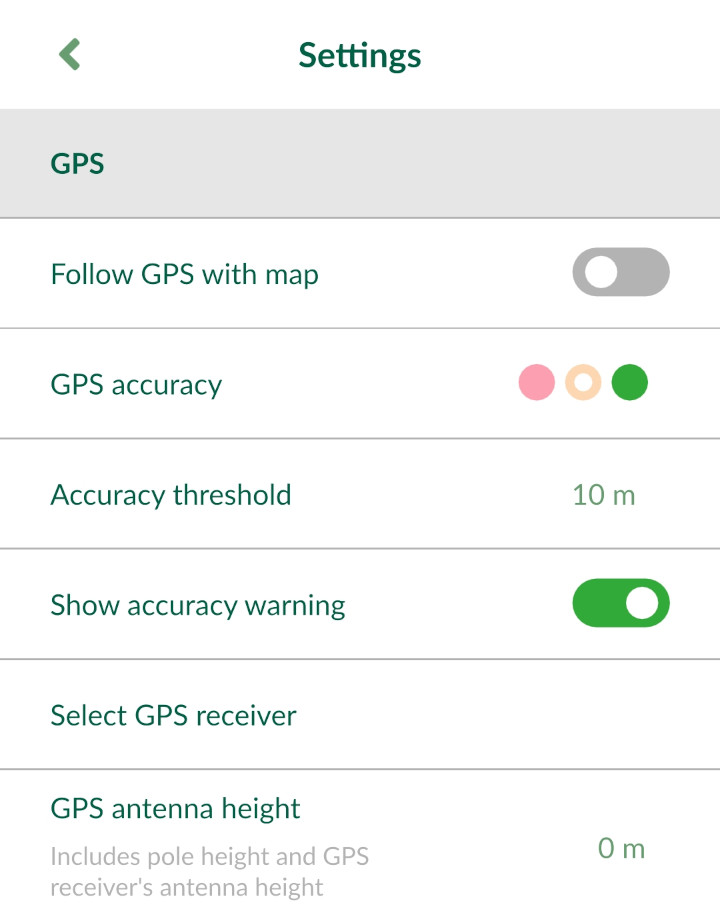 Settings
GPS
Follow GPS with map
GPS accuracy
Accuracy threshold
10 m
Show accuracy warning
Select GPS receiver
GPS antenna height
Includes pole height and GPS
receiver's antenna height
0 m